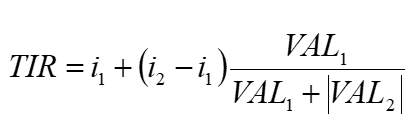 TIR = i₁ + (i₂ − i₁) VAL₁ / (VAL₁ + |VAL₂|)